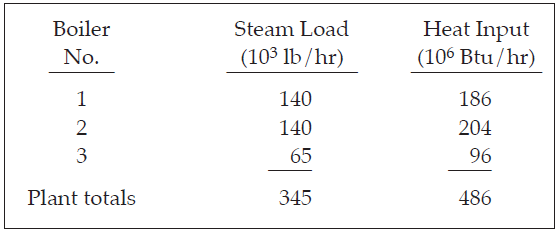 Boiler Steam Load Heat Input
No. (10³ lb/hr) (10⁶ Btu/hr)
1 140 186
2 140 204
3 65 96
Plant totals 345 486